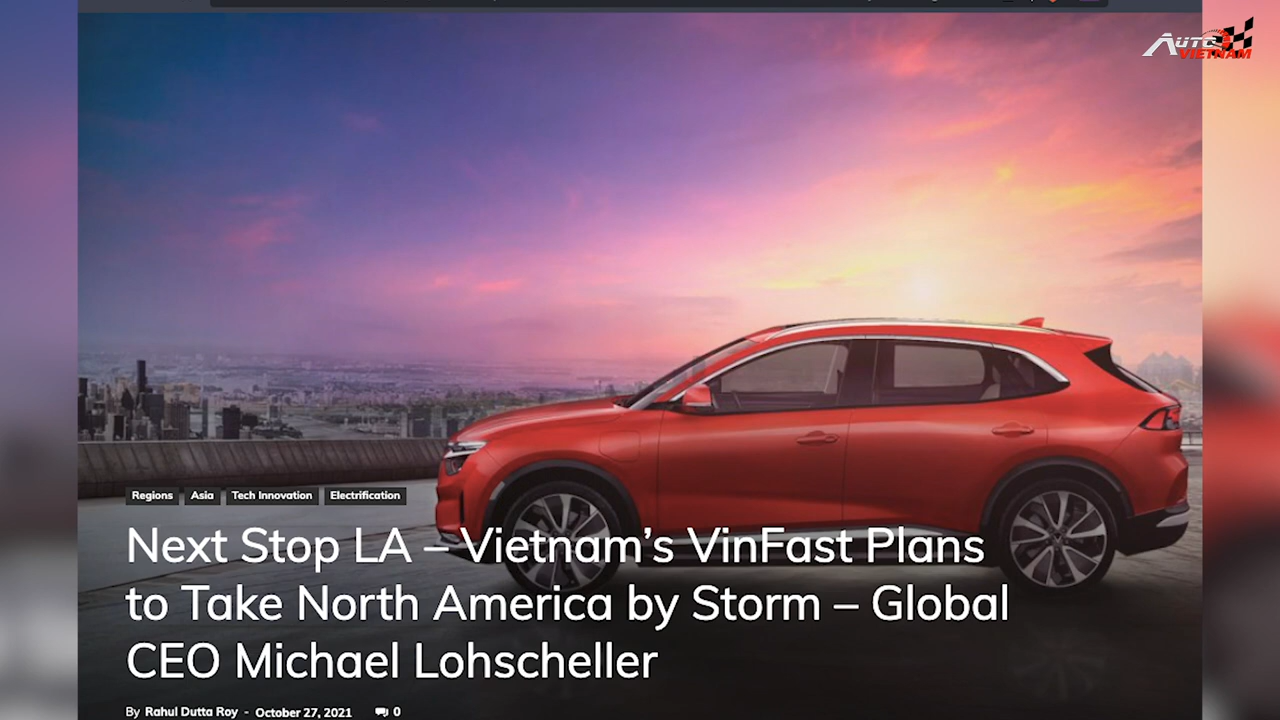 AUTO
VIETNAM
Regions Asia Tech Innovation Electrification
Next Stop LA – Vietnam’s VinFast Plans
to Take North America by Storm – Global
CEO Michael Lohscheller
By Rahul Dutta Roy - October 27, 2021 0